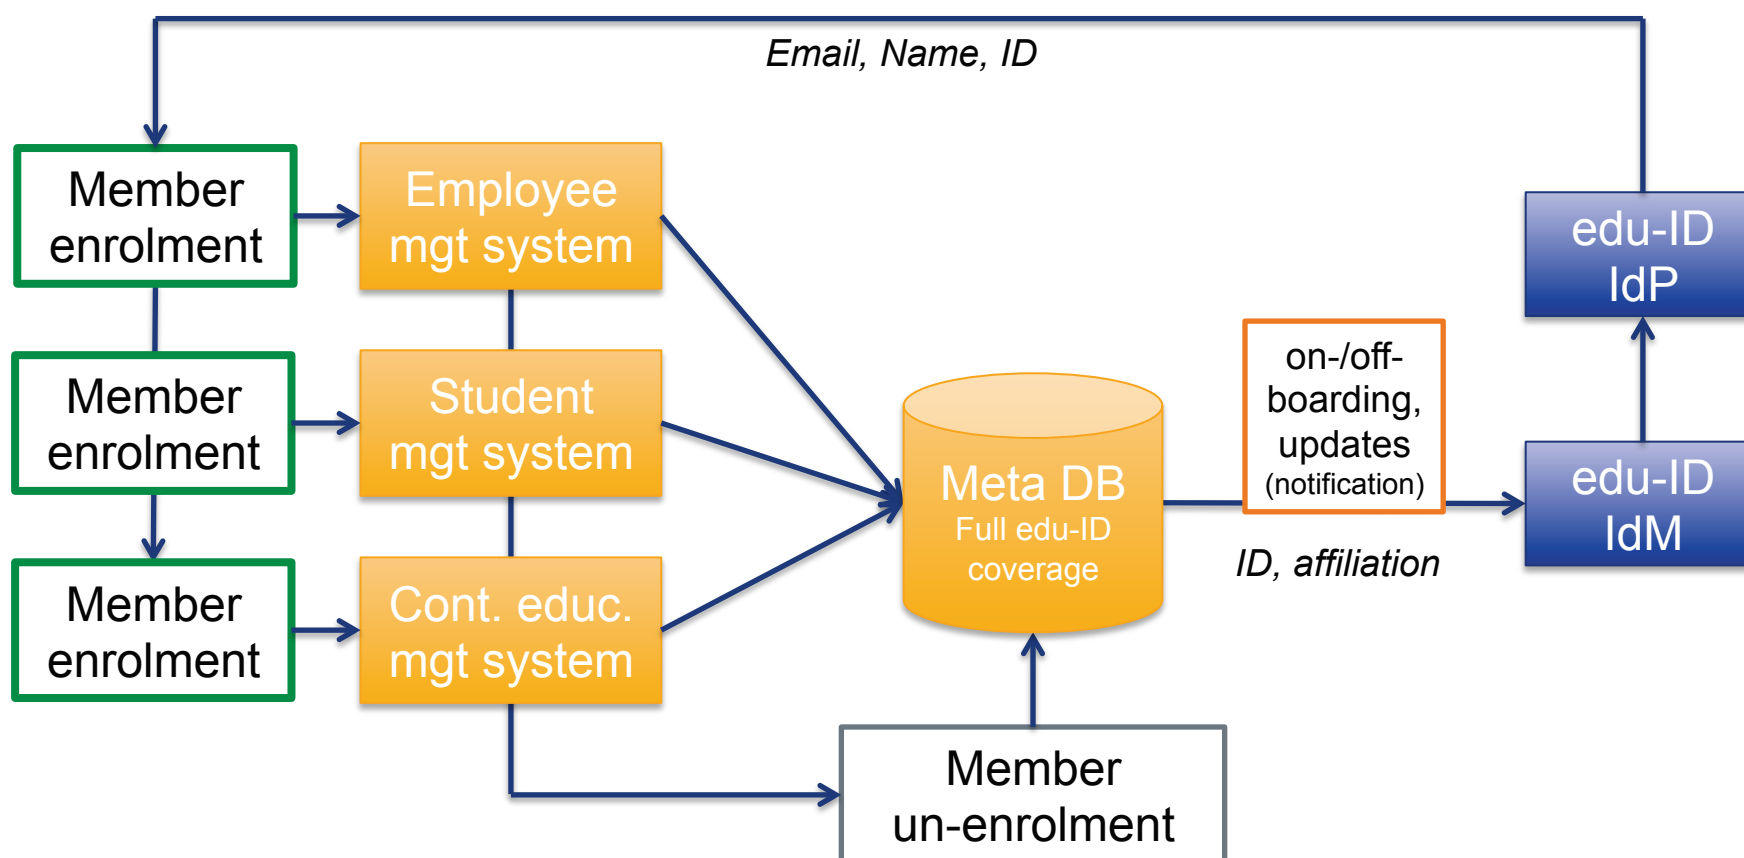 Email, Name, ID
Member
enrolment
Employee
mgt system
edu-ID
IdP
Member
enrolment
Student
mgt system
on-/off-
boarding,
updates
(notification)
Meta DB
Full edu-ID
coverage
edu-ID
IdM
ID, affiliation
Member
enrolment
Cont. educ.
mgt system
Member
un-enrolment